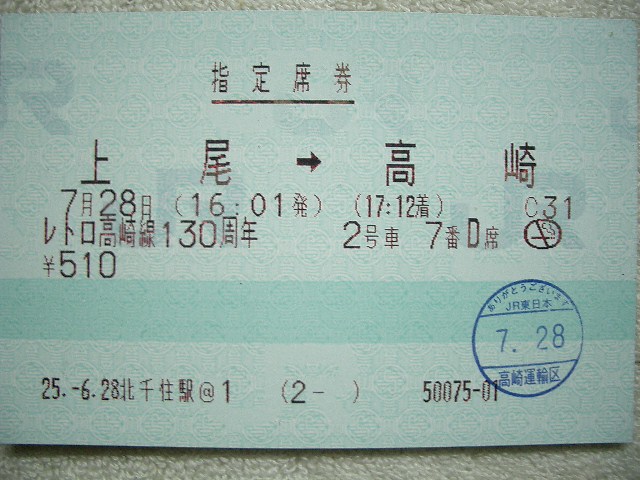 指定席券
上尾 → 高崎
7月28日 (16:01発) (17:12着) C31
レトロ高崎線130周年 2号車 7番D席
¥510
ありがとうございます
JR東日本
7.28
高崎運輸区
25.-6.28北千住駅@1 (2- ) 50075-01